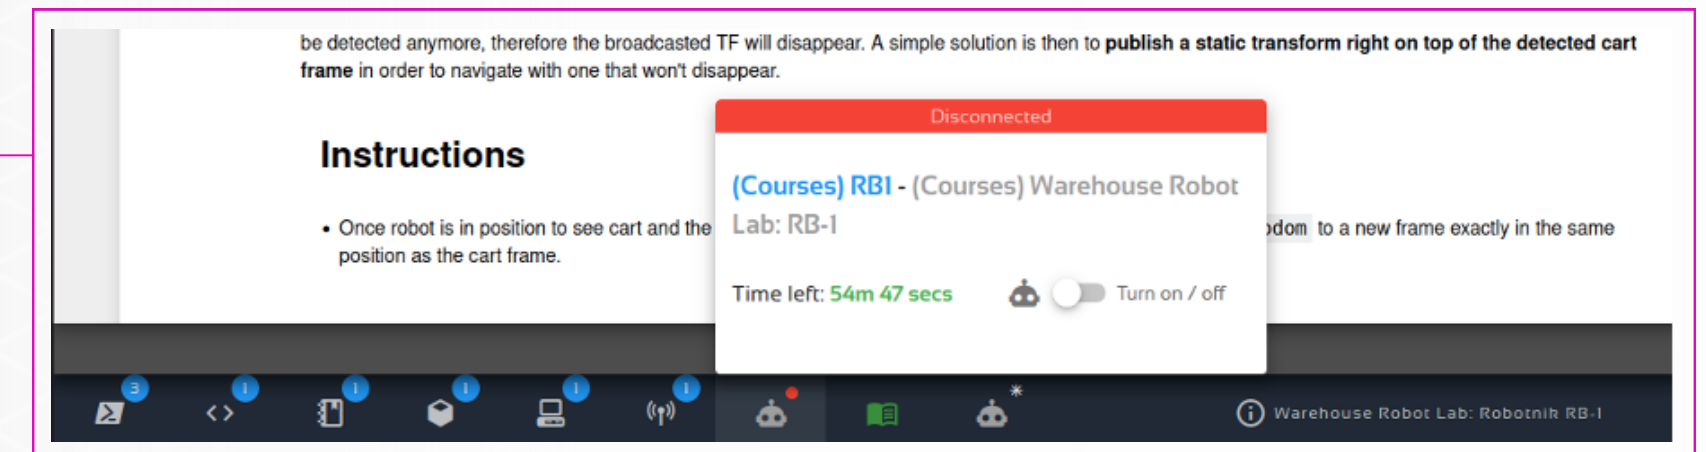 be detected anymore, therefore the broadcasted TF will disappear. A simple solution is then to publish a static transform right on top of the detected cart
frame in order to navigate with one that won't disappear.
Disconnected
Instructions
(Courses) RB1 - (Courses) Warehouse Robot
Lab: RB-1
• Once robot is in position to see cart and the
odom to a new frame exactly in the same
position as the cart frame.
Time left: 54m 47 secs
Turn on / off
3
1
1
1
1
1
Warehouse Robot Lab: Robotnik RB-1